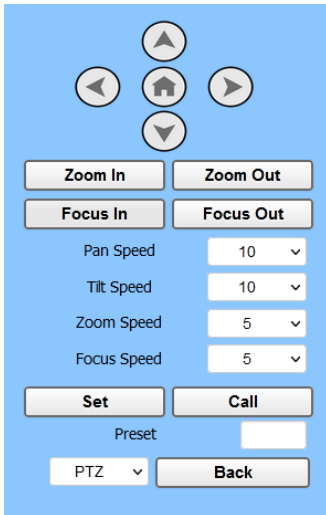 Zoom In Zoom Out
Focus In Focus Out
Pan Speed 10
Tilt Speed 10
Zoom Speed 5
Focus Speed 5
Set Call
Preset
PTZ Back